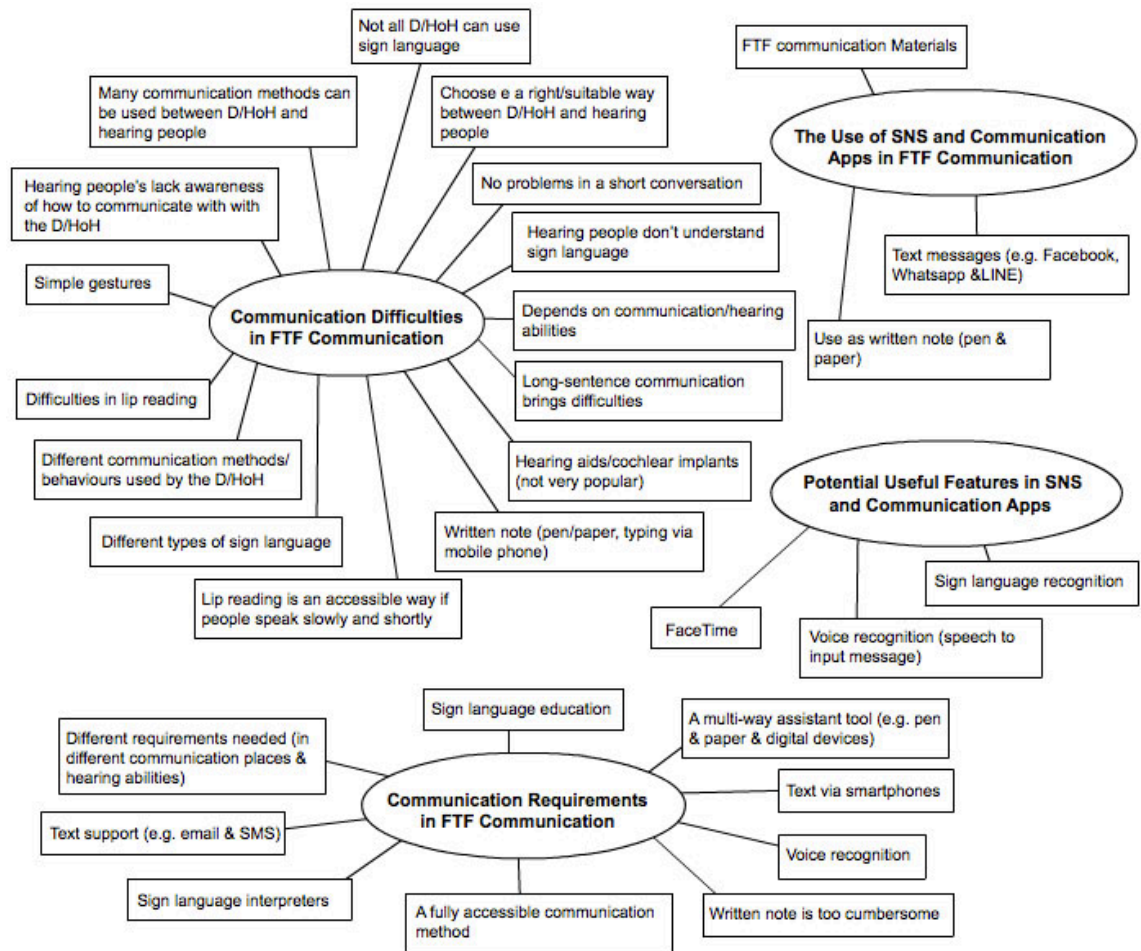 Not all D/HoH can use
sign language
Many communication methods can
be used between D/HoH and
hearing people
Choose e a right/suitable way
between D/HoH and hearing
people
Hearing people's lack awareness
of how to communicate with with
the D/HoH
No problems in a short conversation
Hearing people don't understand
sign language
Simple gestures
Communication Difficulties
in FTF Communication
Depends on communication/hearing
abilities
Difficulties in lip reading
Long-sentence communication
brings difficulties
Different communication methods/
behaviours used by the D/HoH
Hearing aids/cochlear implants
(not very popular)
Different types of sign language
Written note (pen/paper, typing via
mobile phone)
Lip reading is an accessible way if
people speak slowly and shortly
FTF communication Materials
The Use of SNS and Communication
Apps in FTF Communication
Text messages (e.g. Facebook,
Whatsapp &LINE)
Use as written note (pen &
paper)
Potential Useful Features in SNS
and Communication Apps
Sign language recognition
FaceTime
Voice recognition (speech to
input message)
Sign language education
Different requirements needed (in
different communication places &
hearing abilities)
A multi-way assistant tool (e.g. pen
& paper & digital devices)
Communication Requirements
in FTF Communication
Text via smartphones
Text support (e.g. email & SMS)
Voice recognition
Sign language interpreters
A fully accessible communication
method
Written note is too cumbersome